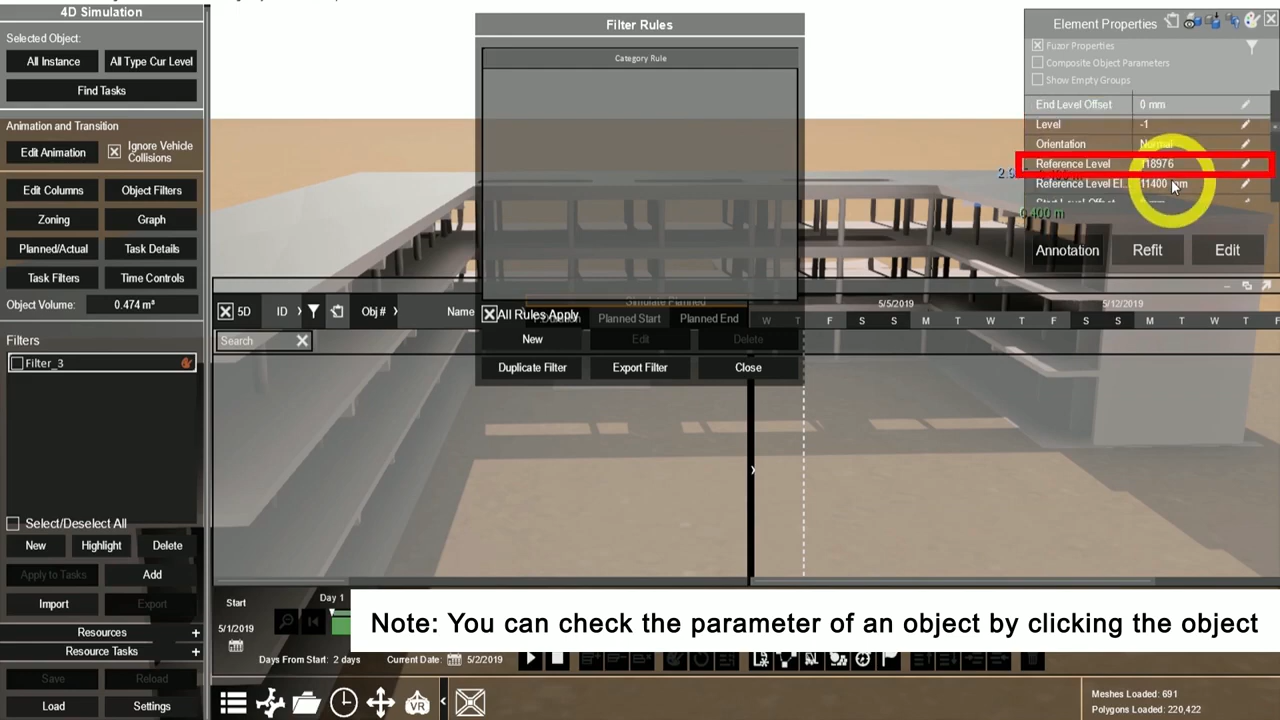 4D Simulation
Selected Object:
All Instance
All Type Cur Level
Find Tasks
Animation and Transition
Edit Animation
Ignore Vehicle
Collisions
Edit Columns
Object Filters
Zoning
Graph
Planned/Actual
Task Details
Task Filters
Time Controls
Object Volume:
0.474 m³
Filters
Filter_3
Select/Deselect All
New
Highlight
Delete
Apply to Tasks
Add
Import
Export
Resources +
Resource Tasks +
Save
Reload
Load
Settings
Filter Rules
Category Rule
All Rules Apply
New
Edit
Delete
Duplicate Filter
Export Filter
Close
Element Properties
Fuzor Properties
Composite Object Parameters
Show Empty Groups
End Level Offset 0 mm
Level -1
Orientation Normal
Reference Level 118976
Reference Level El... 11400 mm
0.400 m
Annotation
Refit
Edit
5D
ID
Obj #
Name
Simulate Planned
Planned Start
Planned End
5/5/2019
5/12/2019
W T F S S M T W T F S S M T W T F
Search
Start
Day 1
5/1/2019
Days From Start: 2 days
Current Date: 5/2/2019
Note: You can check the parameter of an object by clicking the object
VR
Meshes Loaded: 691
Polygons Loaded: 220,422